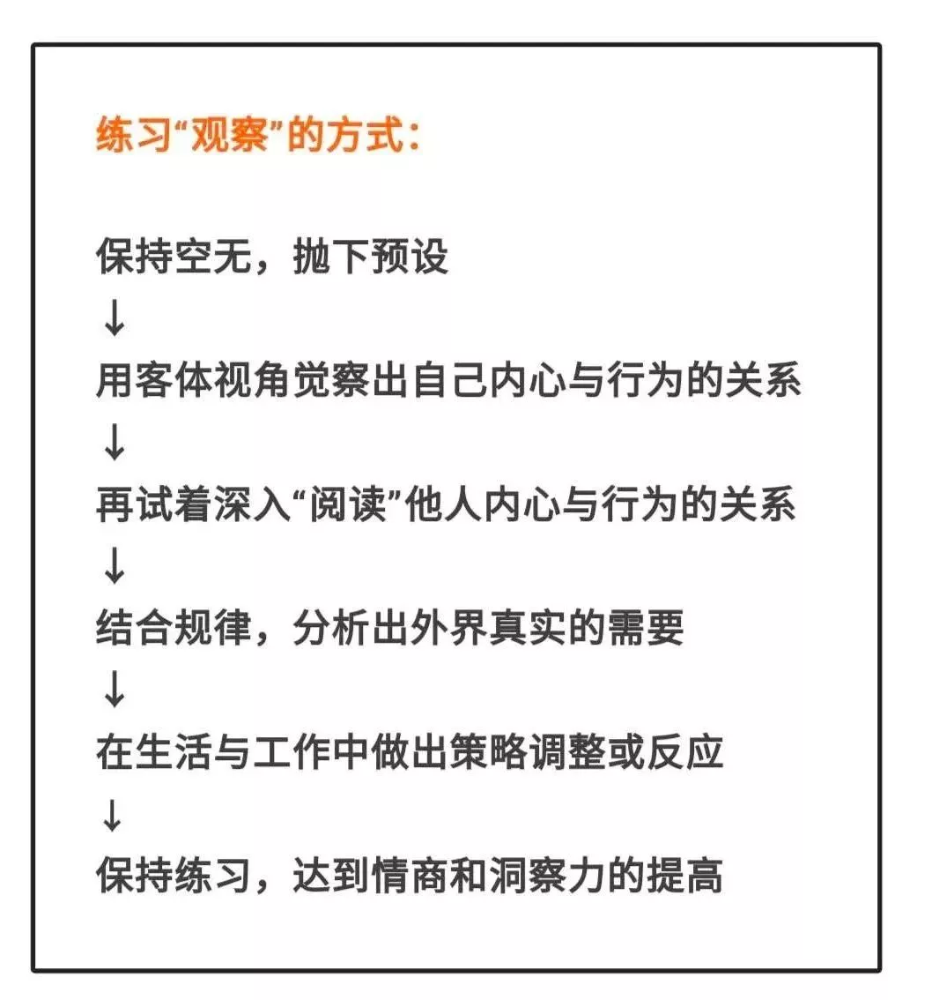 练习“观察”的方式：
保持空无，抛下预设
↓
用客体视角觉察出自己内心与行为的关系
↓
再试着深入“阅读”他人内心与行为的关系
↓
结合规律，分析出外界真实的需要
↓
在生活与工作中做出策略调整或反应
↓
保持练习，达到情商和洞察力的提高